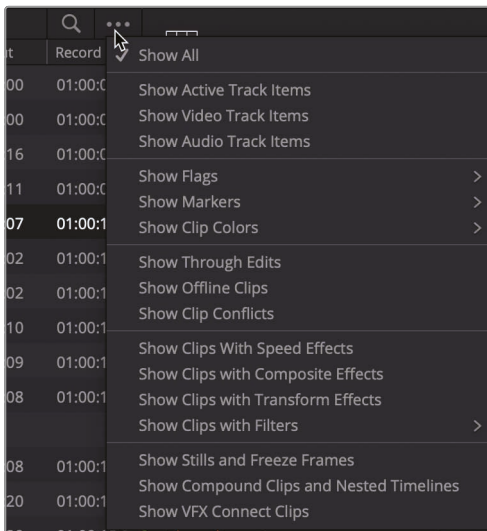 t Record
Show All
00 01:00:0
Show Active Track Items
00 01:00:0
Show Video Track Items
Show Audio Track Items
16 01:00:0
Show Flags
11 01:00:0
Show Markers
07 01:00:1
Show Clip Colors
02 01:00:1
Show Through Edits
Show Offline Clips
02 01:00:1
Show Clip Conflicts
10 01:00:1
Show Clips With Speed Effects
09 01:00:1
Show Clips with Composite Effects
08 01:00:1
Show Clips with Transform Effects
Show Clips with Filters
08 01:00:1
Show Stills and Freeze Frames
Show Compound Clips and Nested Timelines
20 01:00:1
Show VFX Connect Clips